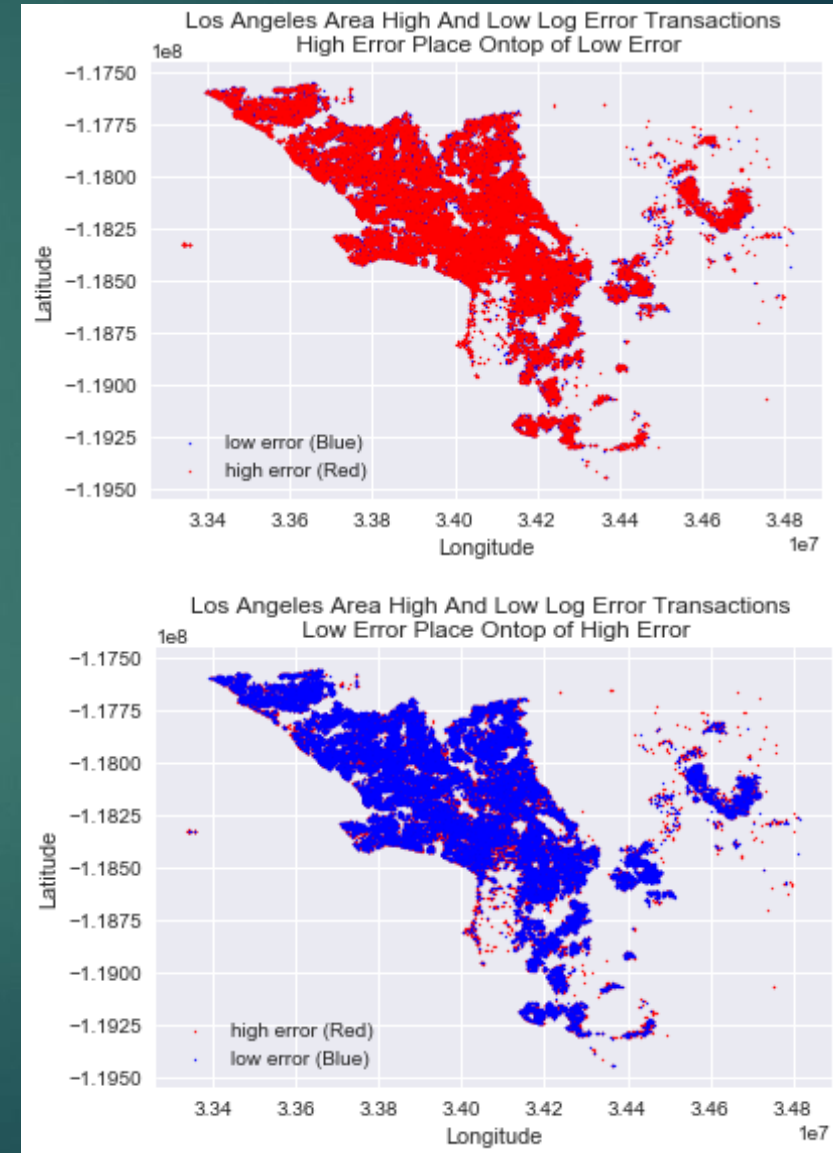 Los Angeles Area High And Low Log Error Transactions
High Error Place Ontop of Low Error
1e8
−1.1750
−1.1775
−1.1800
−1.1825
−1.1850
−1.1875
−1.1900
−1.1925
−1.1950
Latitude
low error (Blue)
high error (Red)
3.34 3.36 3.38 3.40 3.42 3.44 3.46 3.48
1e7
Longitude
Los Angeles Area High And Low Log Error Transactions
Low Error Place Ontop of High Error
1e8
−1.1750
−1.1775
−1.1800
−1.1825
−1.1850
−1.1875
−1.1900
−1.1925
−1.1950
Latitude
high error (Red)
low error (Blue)
3.34 3.36 3.38 3.40 3.42 3.44 3.46 3.48
1e7
Longitude